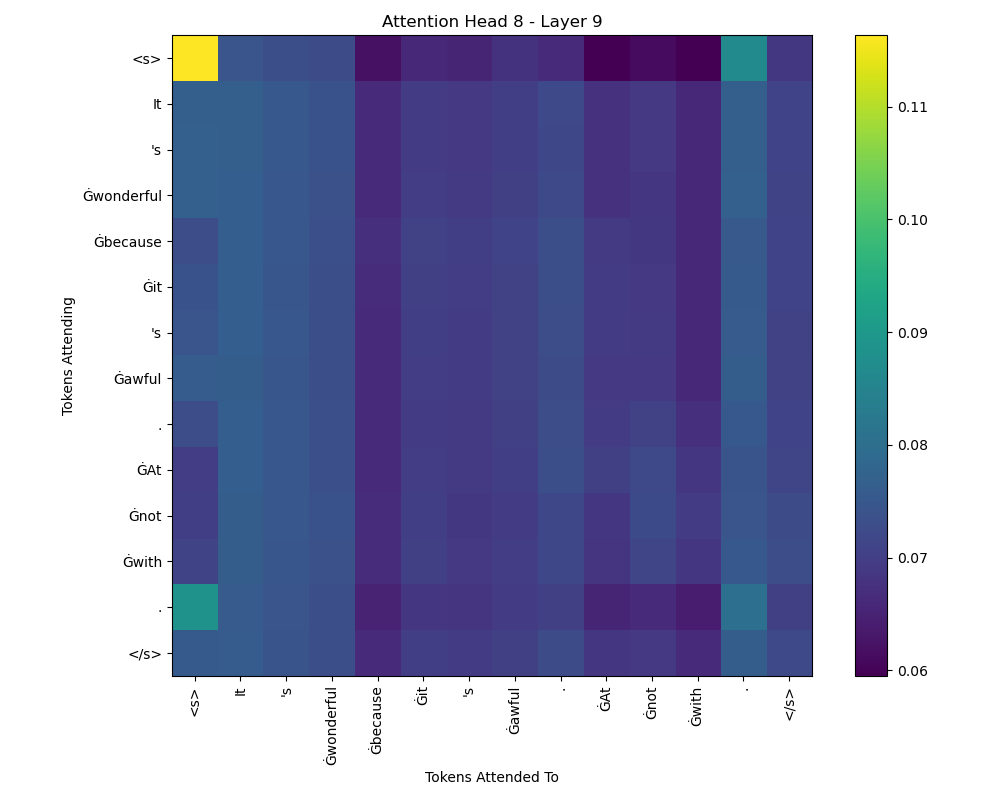 Attention Head 8 - Layer 9
<s>
It
's
Ġwonderful
Ġbecause
Ġit
's
Ġawful
.
ĠAt
Ġnot
Ġwith
.
</s>
Tokens Attending
<s>
It
's
Ġwonderful
Ġbecause
Ġit
's
Ġawful
.
ĠAt
Ġnot
Ġwith
.
</s>
Tokens Attended To
0.11
0.10
0.09
0.08
0.07
0.06